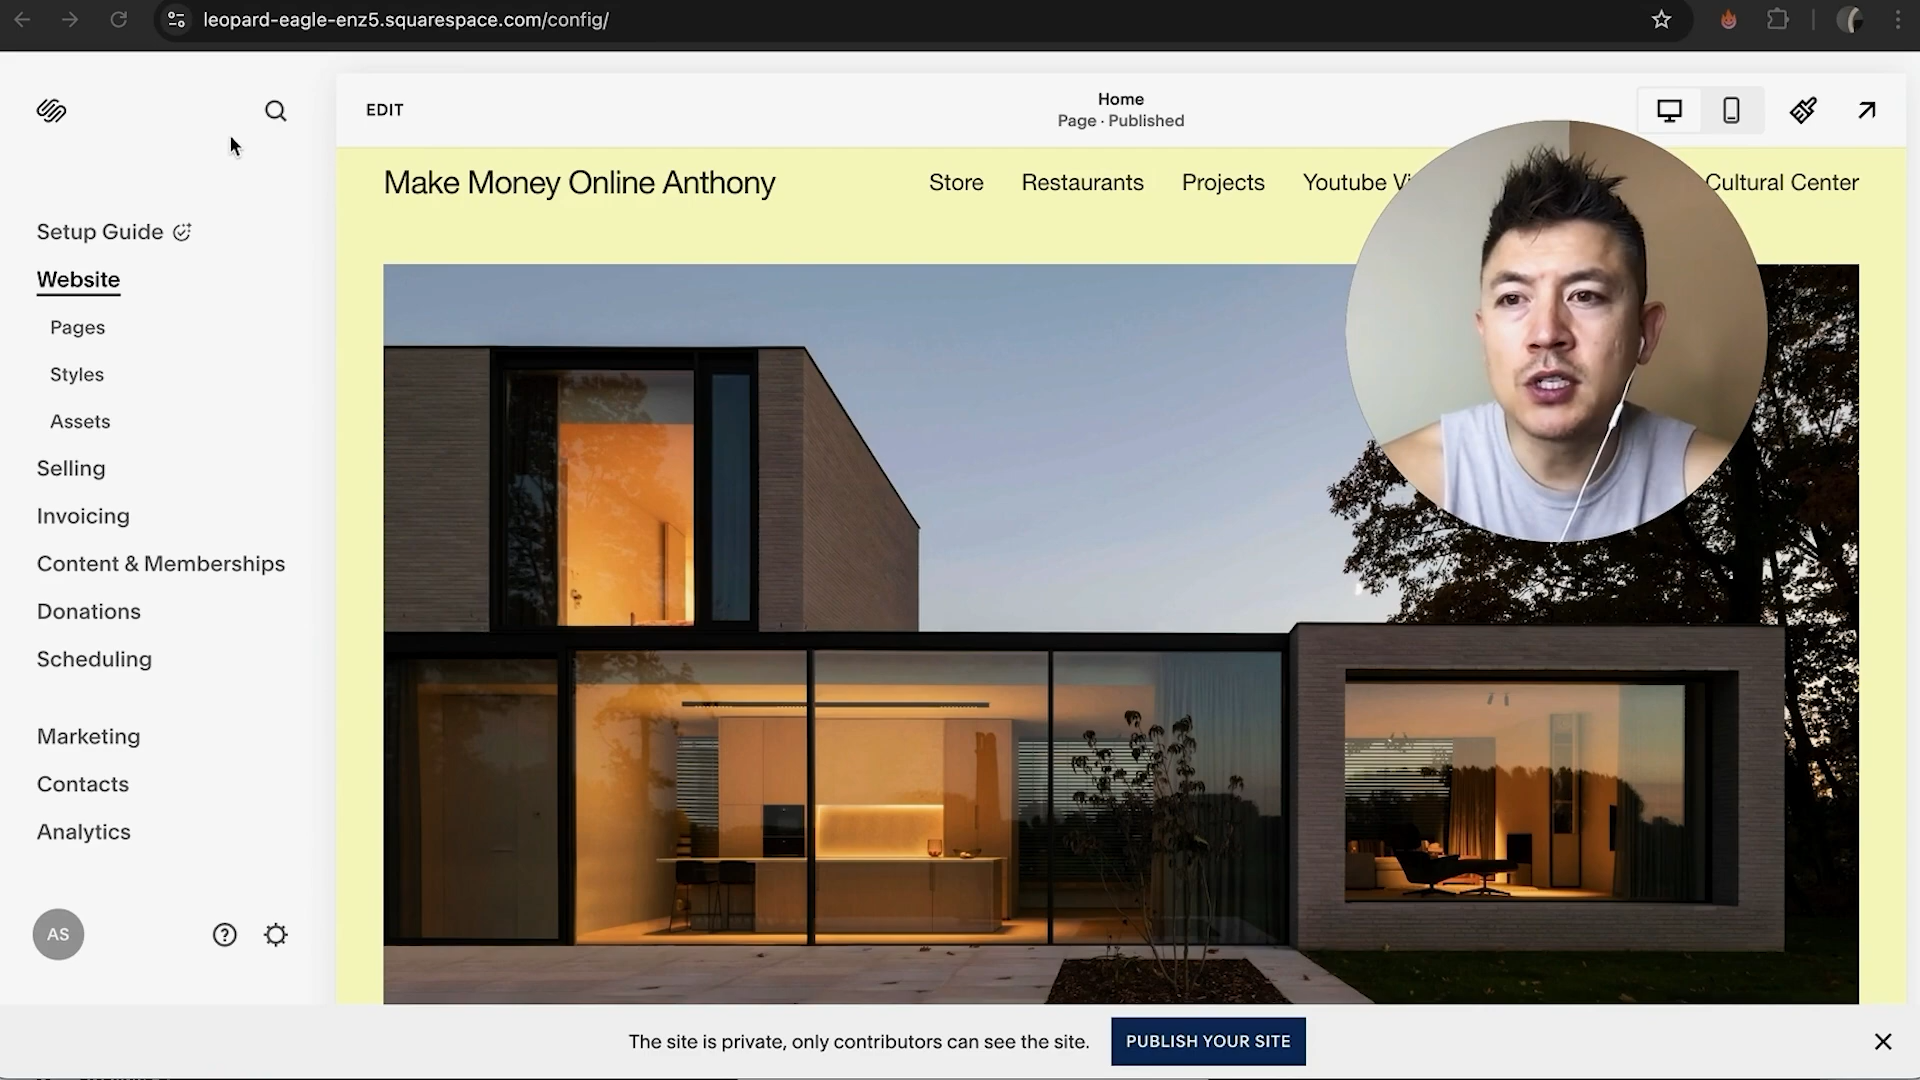 leopard-eagle-enz5.squarespace.com/config/
EDIT
Home
Page · Published
Setup Guide
Website
Pages
Styles
Assets
Selling
Invoicing
Content & Memberships
Donations
Scheduling
Marketing
Contacts
Analytics
AS
Make Money Online Anthony
Store
Restaurants
Projects
Youtube
Cultural Center
The site is private, only contributors can see the site.
PUBLISH YOUR SITE